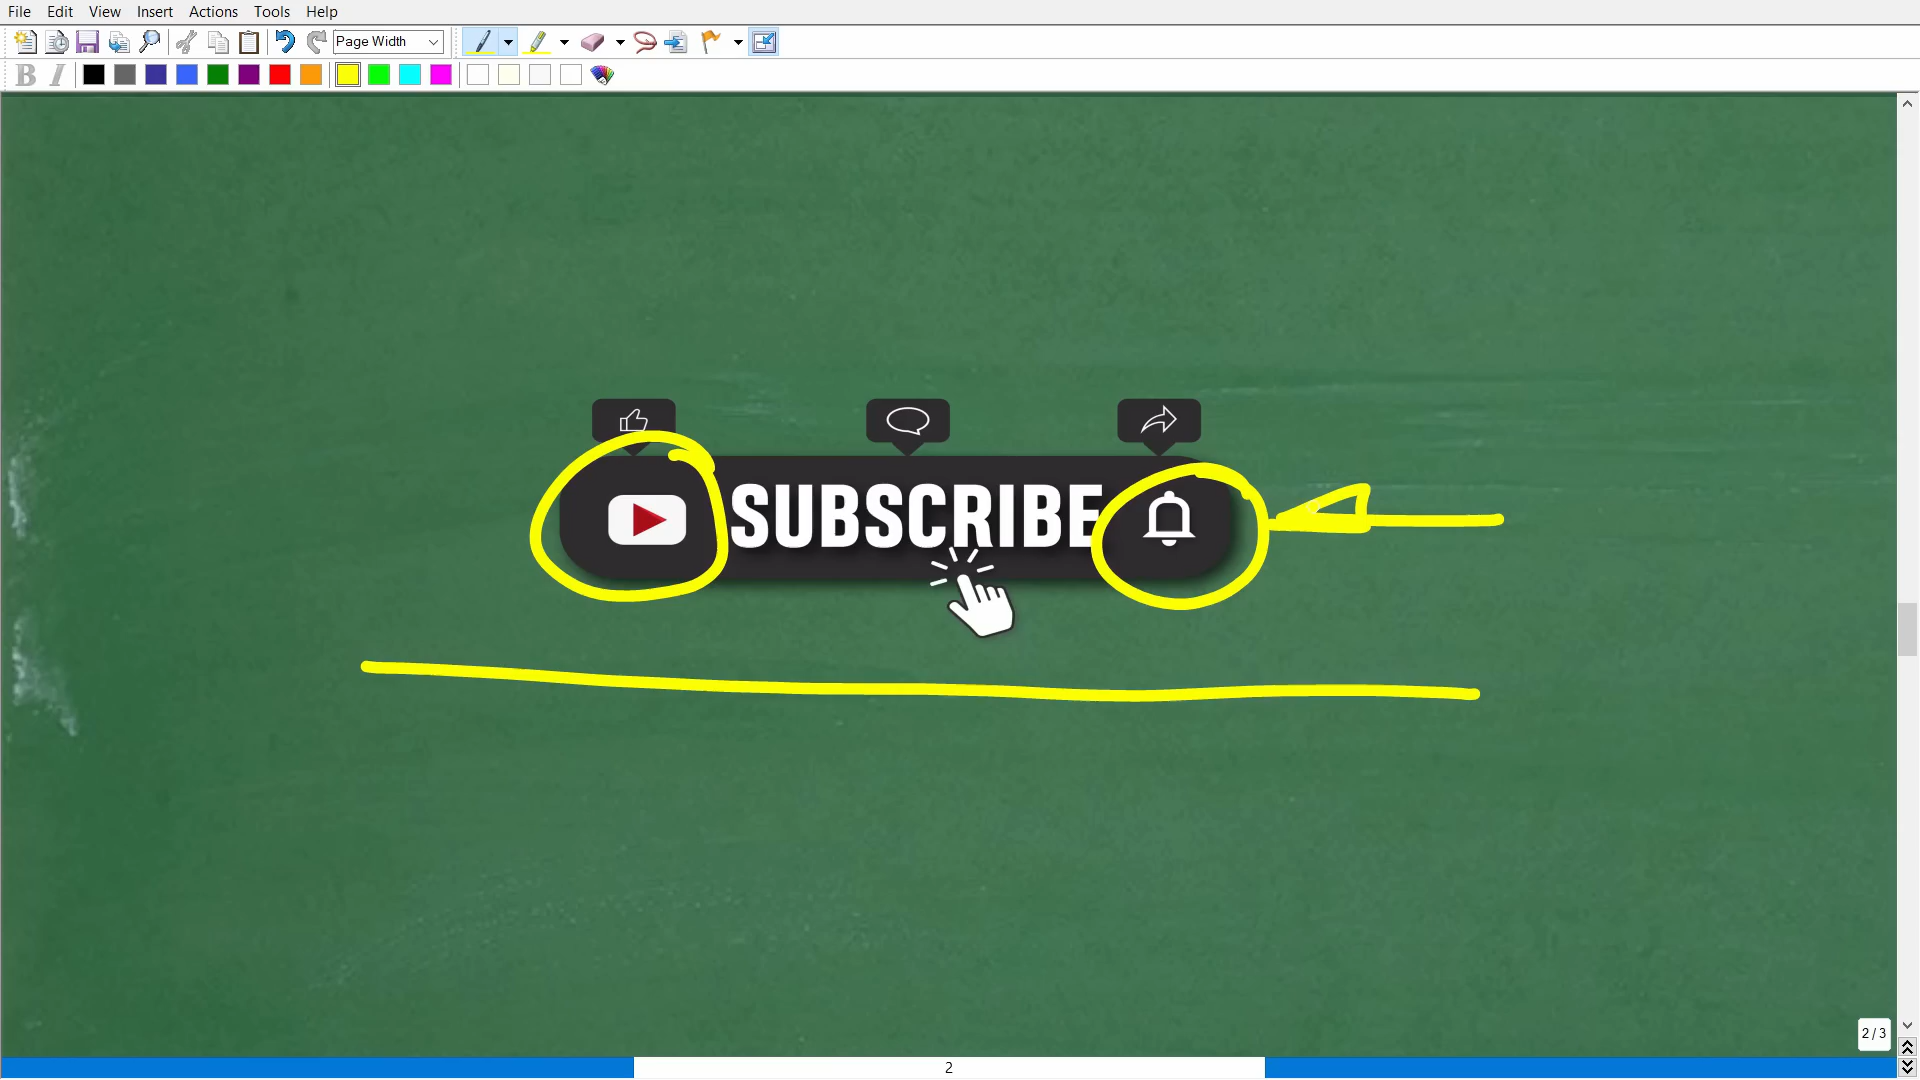 File Edit View Insert Actions Tools Help
Page Width
B I
SUBSCRIBE
2 / 3
2